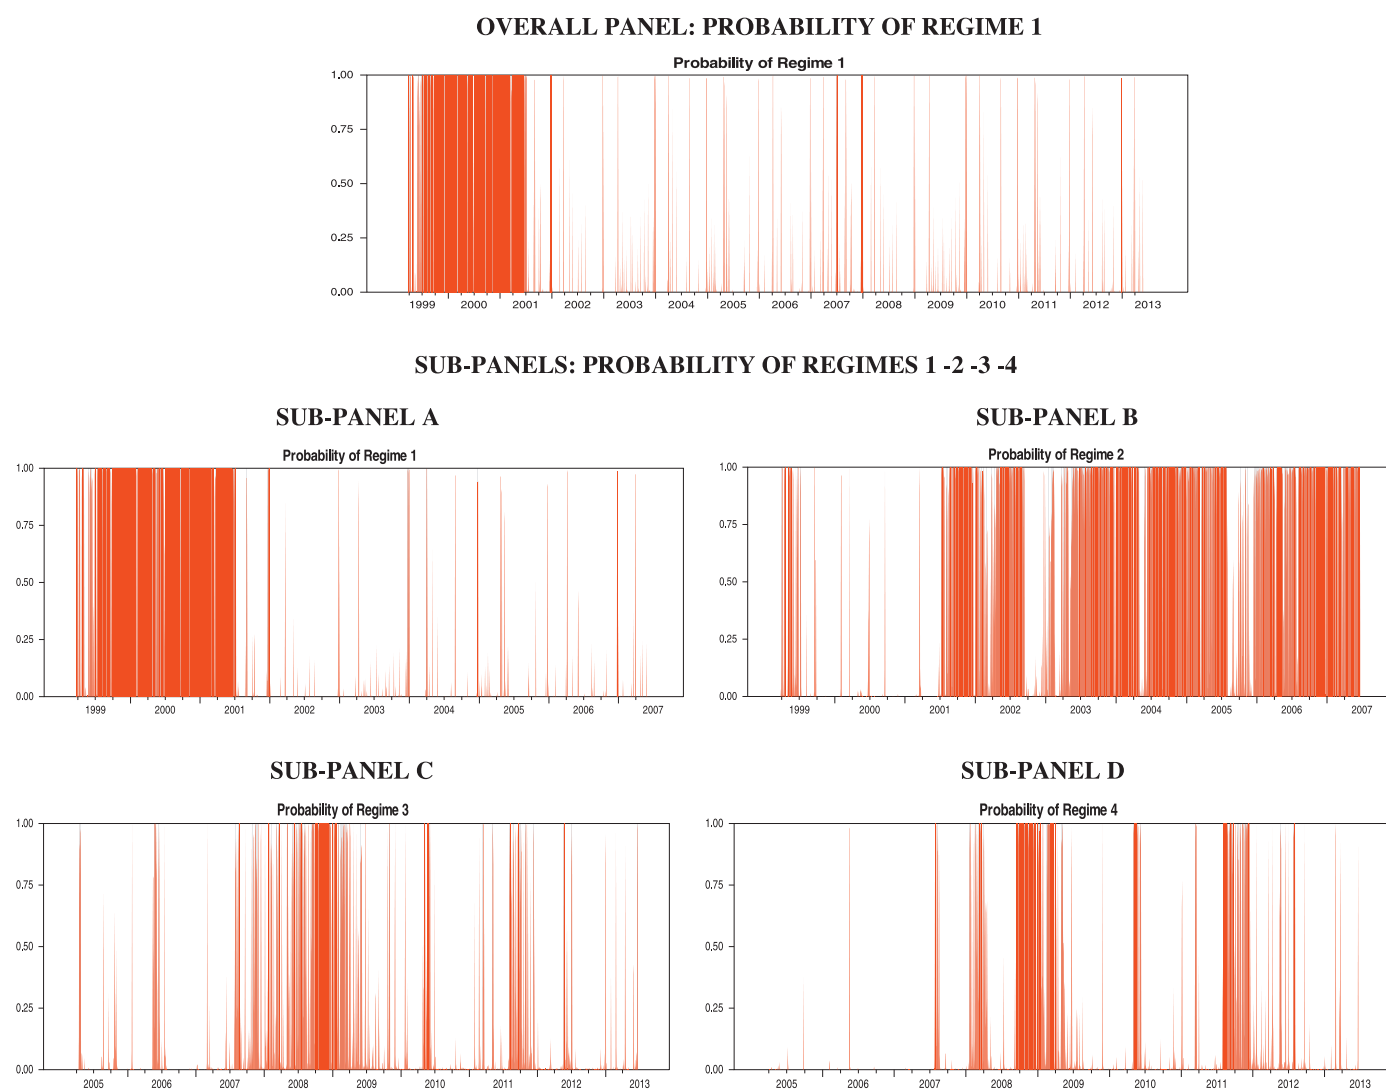 OVERALL PANEL: PROBABILITY OF REGIME 1
Probability of Regime 1
1.00
0.75
0.50
0.25
0.00
1999 2000 2001 2002 2003 2004 2005 2006 2007 2008 2009 2010 2011 2012 2013
SUB-PANELS: PROBABILITY OF REGIMES 1 -2 -3 -4
SUB-PANEL A
Probability of Regime 1
1.00
0.75
0.50
0.25
0.00
1999 2000 2001 2002 2003 2004 2005 2006 2007
SUB-PANEL B
Probability of Regime 2
1.00
0.75
0.50
0.25
0.00
1999 2000 2001 2002 2003 2004 2005 2006 2007
SUB-PANEL C
Probability of Regime 3
1.00
0.75
0.50
0.25
0.00
2005 2006 2007 2008 2009 2010 2011 2012 2013
SUB-PANEL D
Probability of Regime 4
1.00
0.75
0.50
0.25
0.00
2005 2006 2007 2008 2009 2010 2011 2012 2013